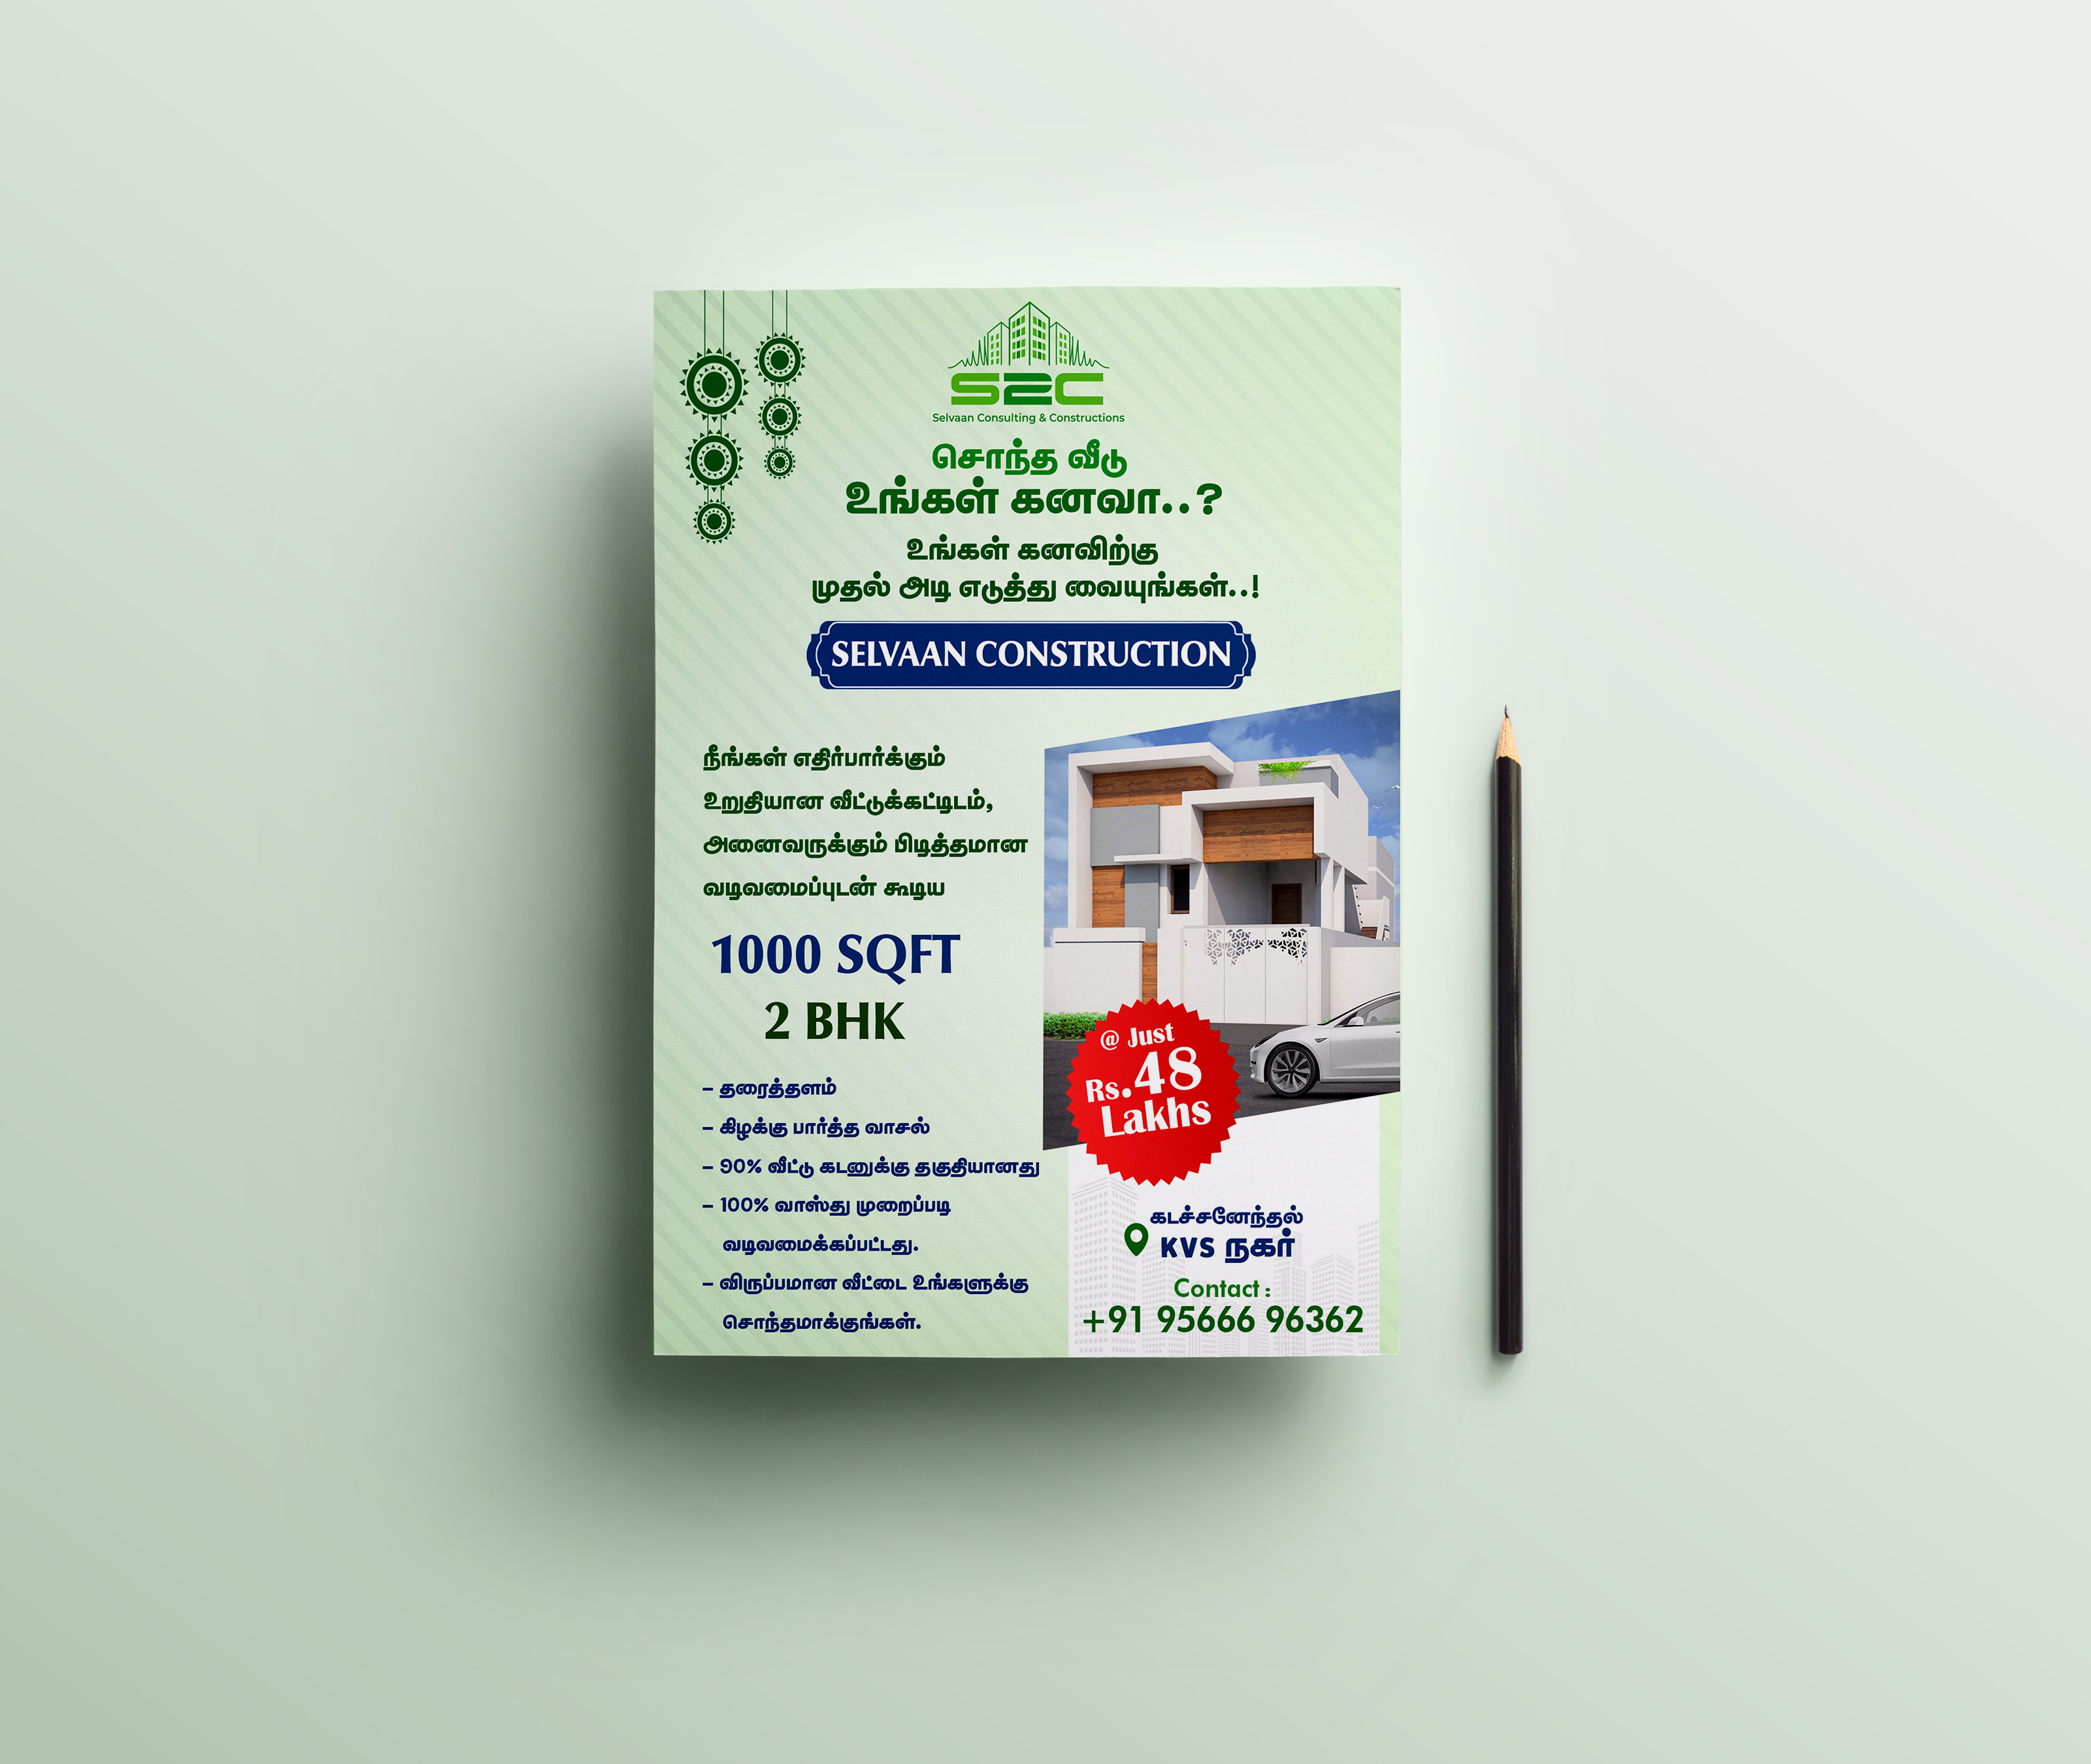 S2C
Selvaan Consulting & Constructions
சொந்த வீடு
உங்கள் கனவா..?
உங்கள் கனவிற்கு
முதல் அடி எடுத்து வையுங்கள்..!
SELVAAN CONSTRUCTION
நீங்கள் எதிர்பார்க்கும்
உறுதியான வீட்டுக்கட்டிடம்,
அனைவருக்கும் பிடித்தமான
வடிவமைப்புடன் கூடிய
1000 SQFT
2 BHK
– தரைத்தளம்
– கிழக்கு பார்த்த வாசல்
– 90% வீட்டு கடனுக்கு தகுதியானது
– 100% வாஸ்து முறைப்படி
வடிவமைக்கப்பட்டது.
– விருப்பமான வீட்டை உங்களுக்கு
சொந்தமாக்குங்கள்.
@ Just
Rs.48
Lakhs
கடச்சனேந்தல்
KVS நகர்
Contact :
+91 95666 96362